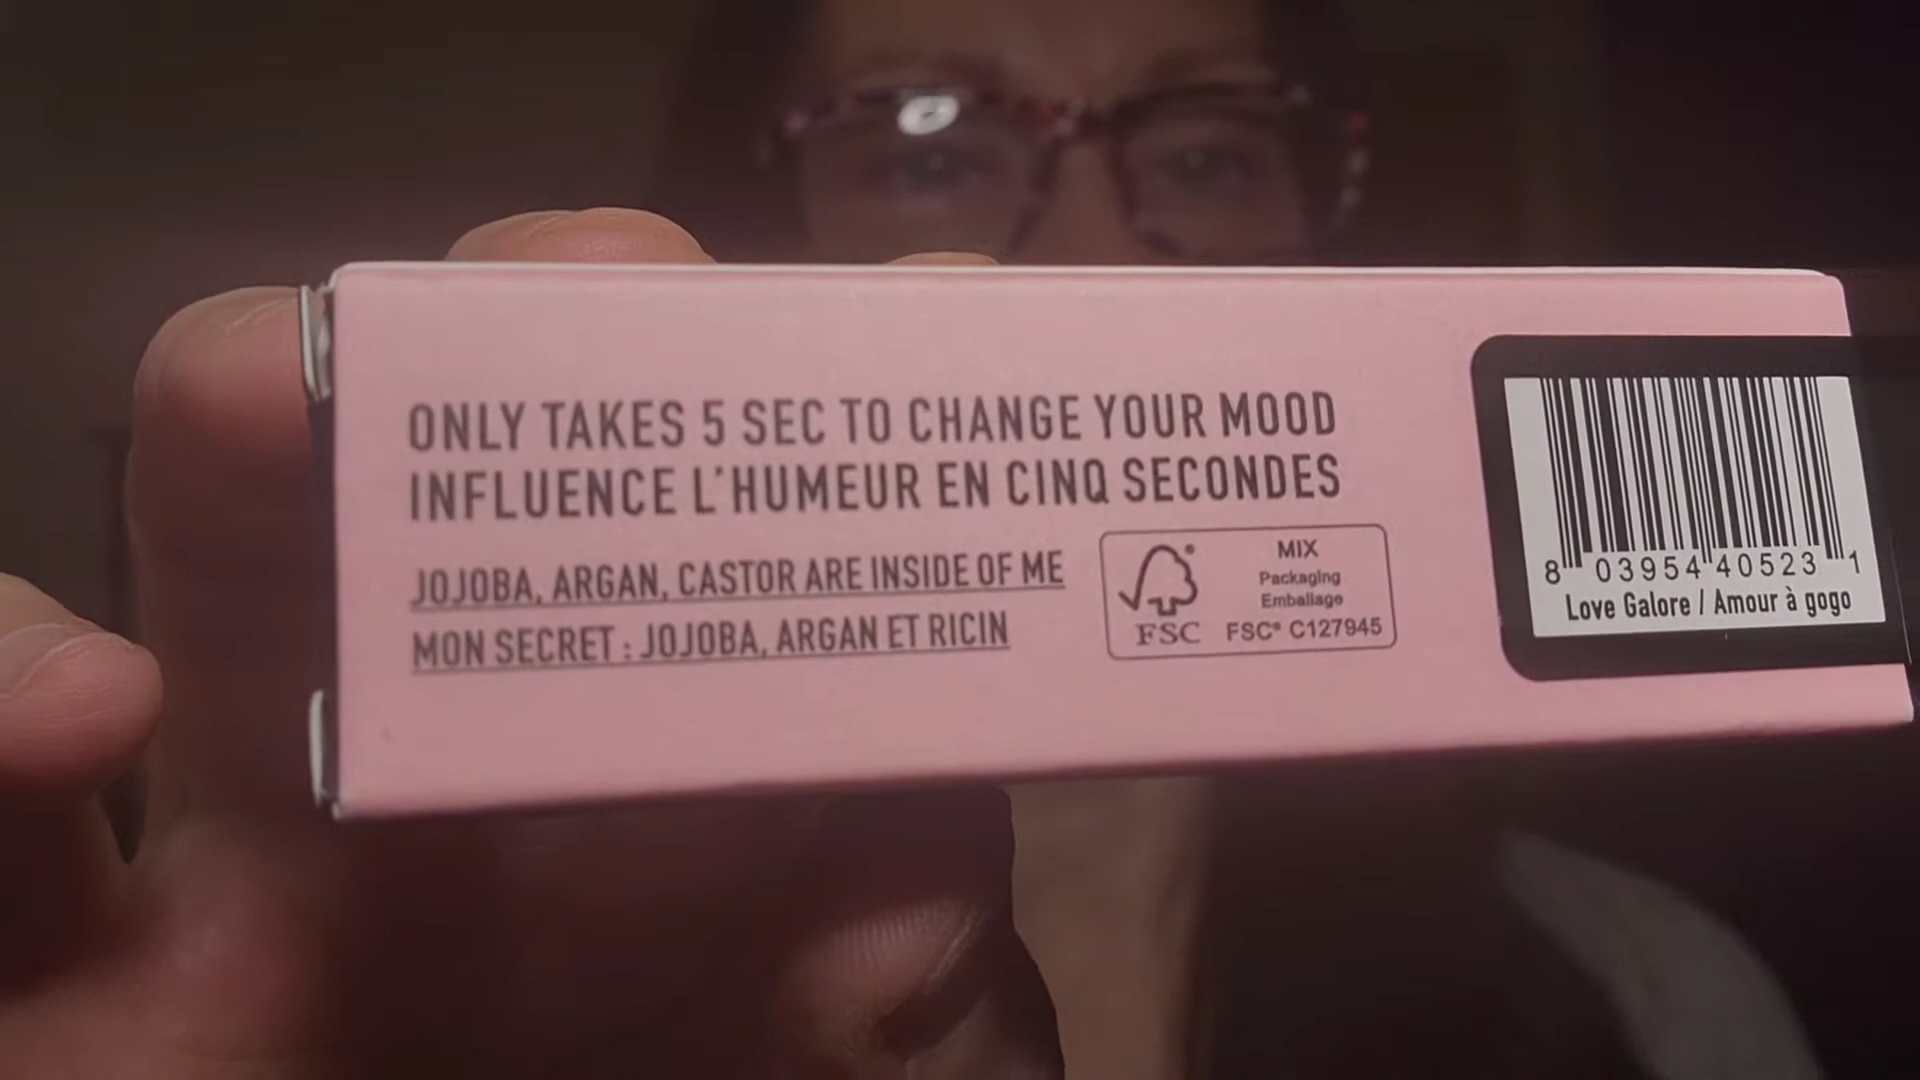 ONLY TAKES 5 SEC TO CHANGE YOUR MOOD
INFLUENCE L'HUMEUR EN CINQ SECONDES
JOJOBA, ARGAN, CASTOR ARE INSIDE OF ME
MON SECRET : JOJOBA, ARGAN ET RICIN
FSC
MIX
Packaging
Emballage
FSC® C127945
8 03954 40523 1
Love Galore / Amour à gogo